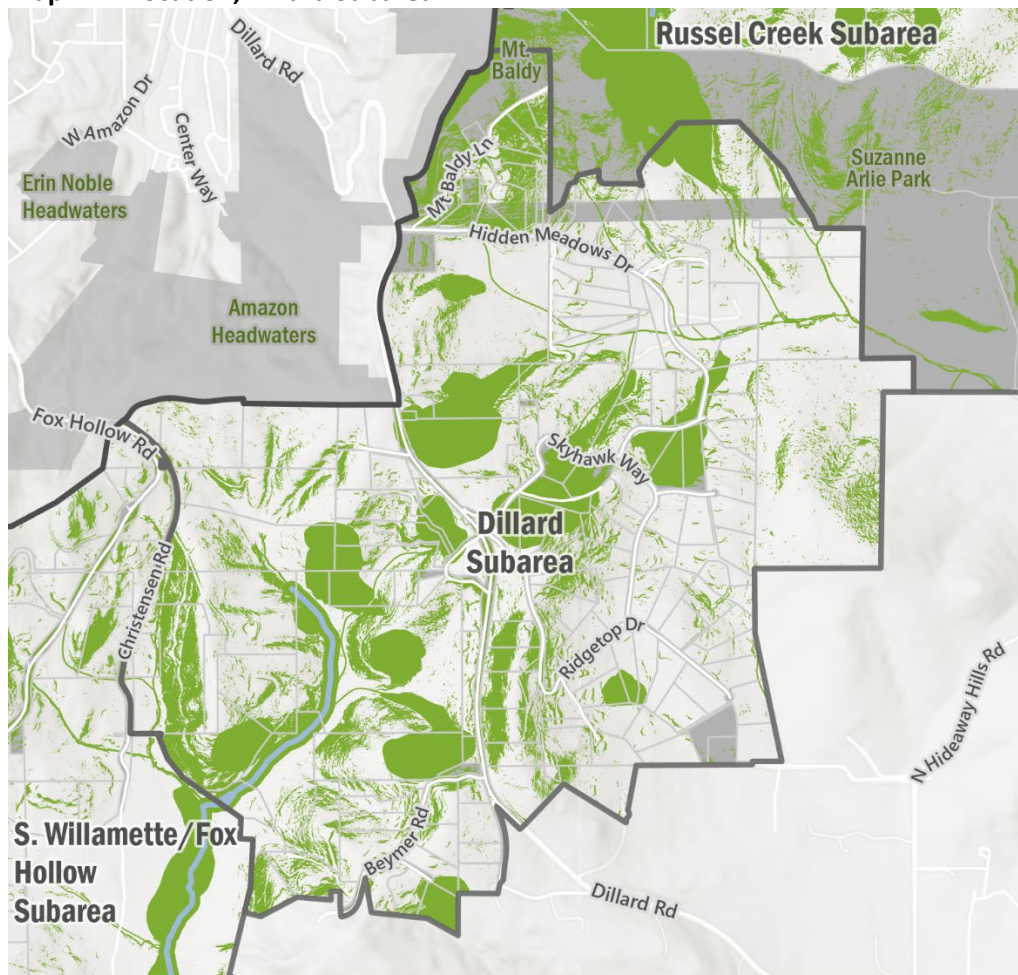 Dillard Rd
Russel Creek Subarea
Mt.
Baldy
W Amazon Dr
Center Way
Mt Baldy Ln
Suzanne
Arlie Park
Erin Noble
Headwaters
Hidden Meadows Dr
Amazon
Headwaters
Fox Hollow Rd
Skyhawk Way
Dillard
Subarea
Christensen Rd
Ridgetop Dr
N Hideaway Hills Rd
S. Willamette/Fox
Hollow
Subarea
Beymer Rd
Dillard Rd